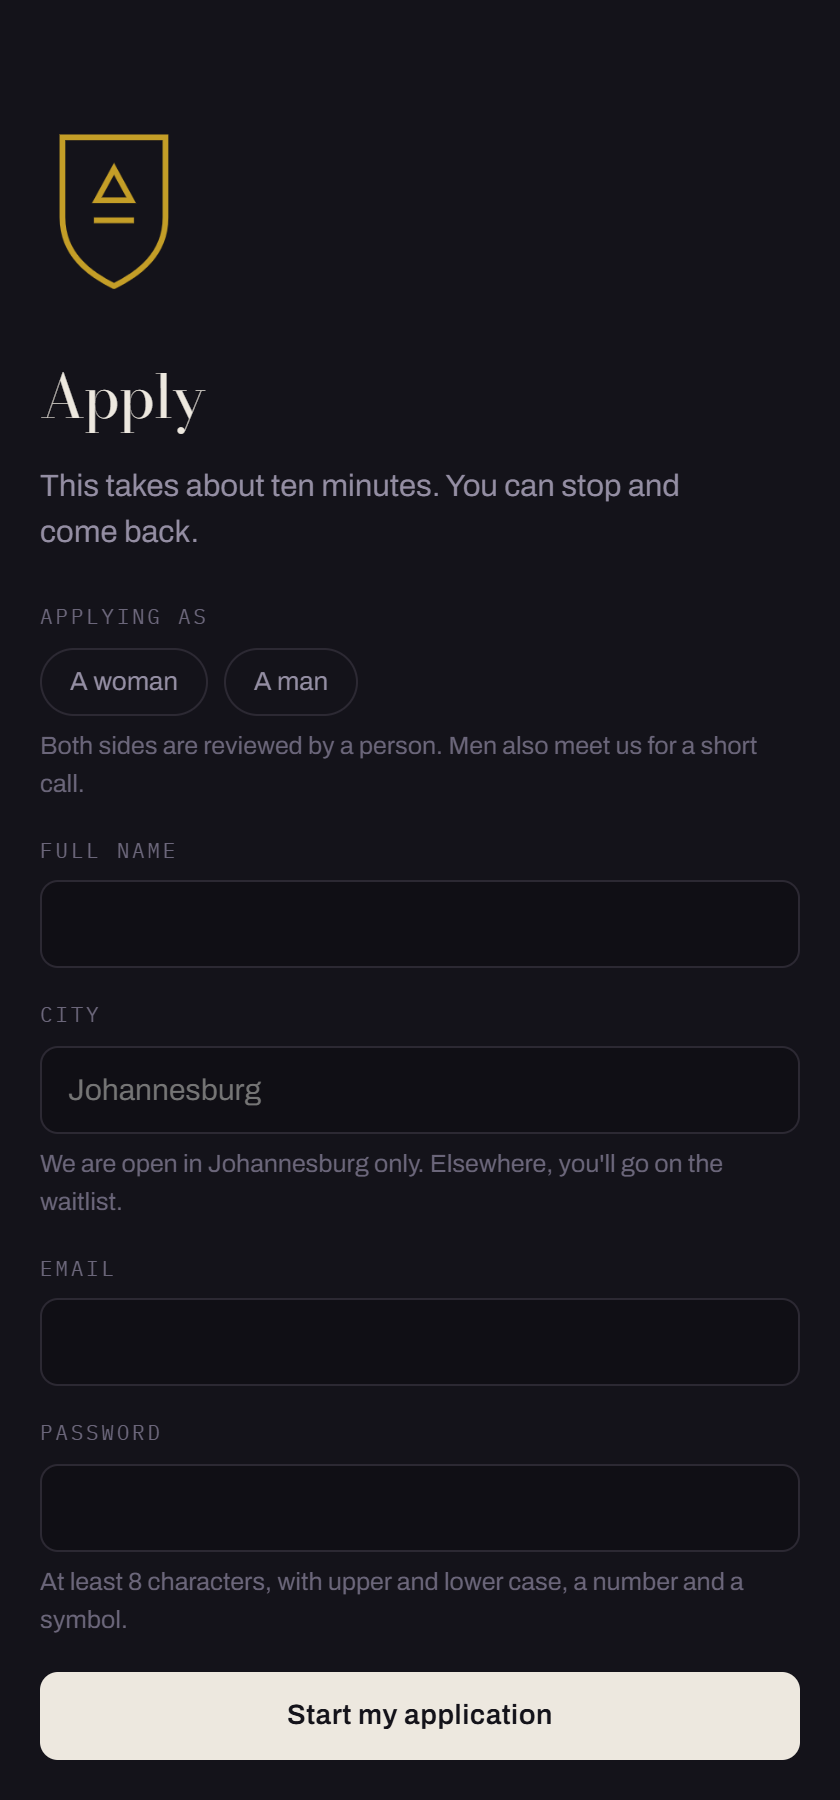 Apply
This takes about ten minutes. You can stop and
come back.
APPLYING AS
A woman A man
Both sides are reviewed by a person. Men also meet us for a short
call.
FULL NAME
CITY
Johannesburg
We are open in Johannesburg only. Elsewhere, you'll go on the
waitlist.
EMAIL
PASSWORD
At least 8 characters, with upper and lower case, a number and a
symbol.
Start my application